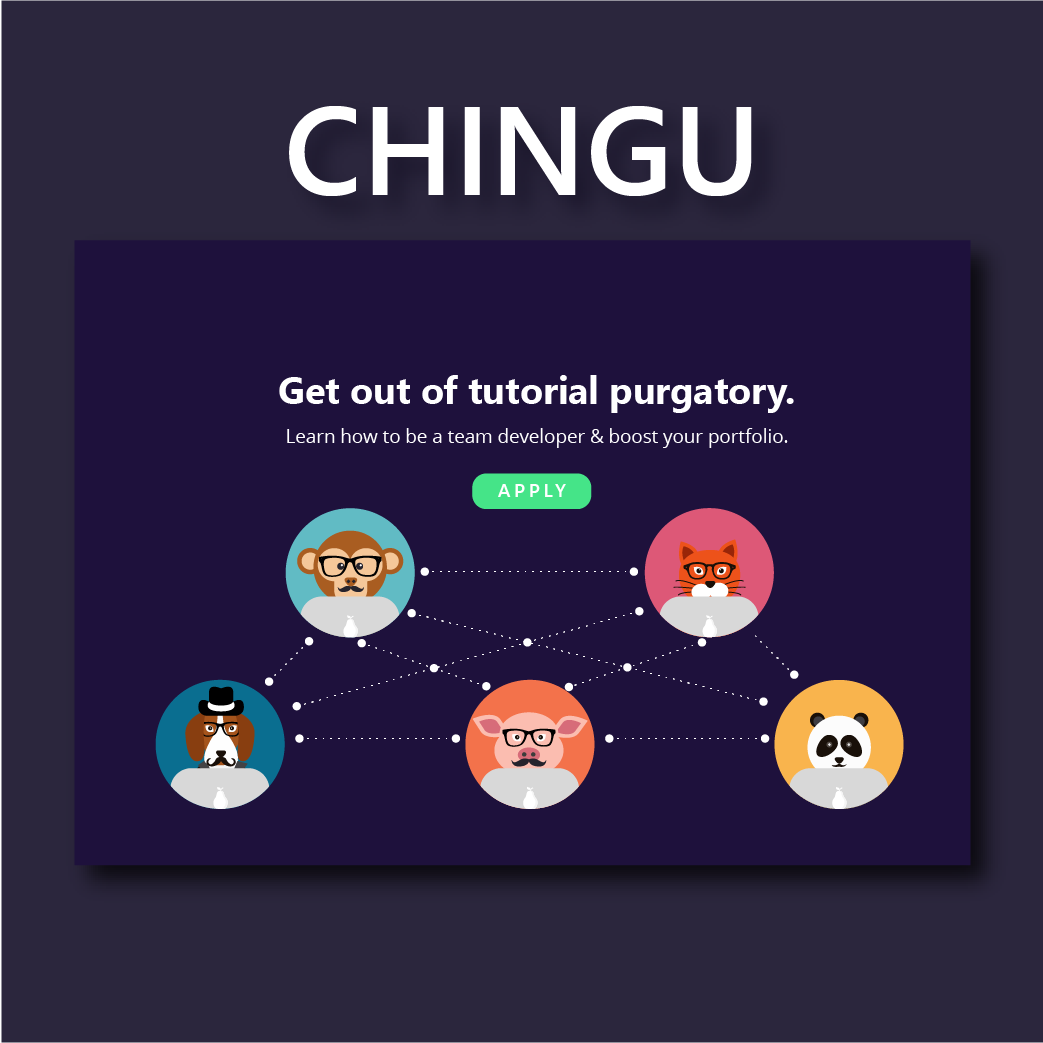 CHINGU
Get out of tutorial purgatory.
Learn how to be a team developer & boost your portfolio.
APPLY